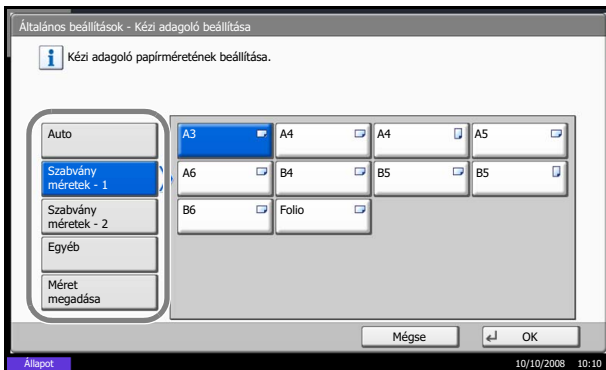 Általános beállítások - Kézi adagoló beállítása
Kézi adagoló papírméretének beállítása.
Auto
Szabvány
méretek - 1
Szabvány
méretek - 2
Egyéb
Méret
megadása
A3
A4
A4
A5
A6
B4
B5
B5
B6
Folio
Mégse
OK
Állapot
10/10/2008 10:10